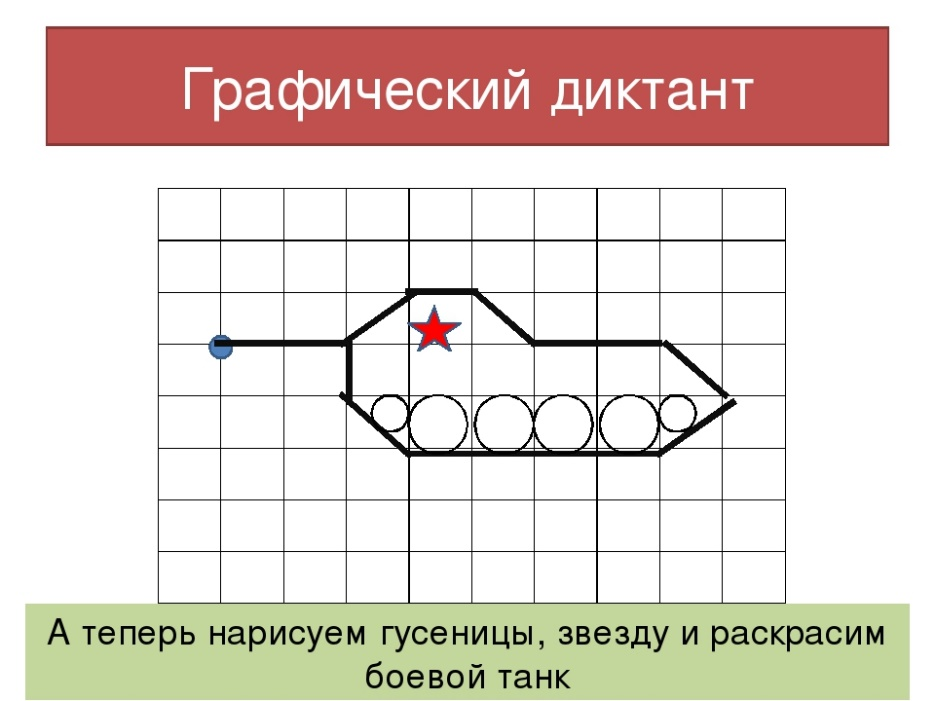 Графический диктант
А теперь нарисуем гусеницы, звезду и раскрасим
боевой танк